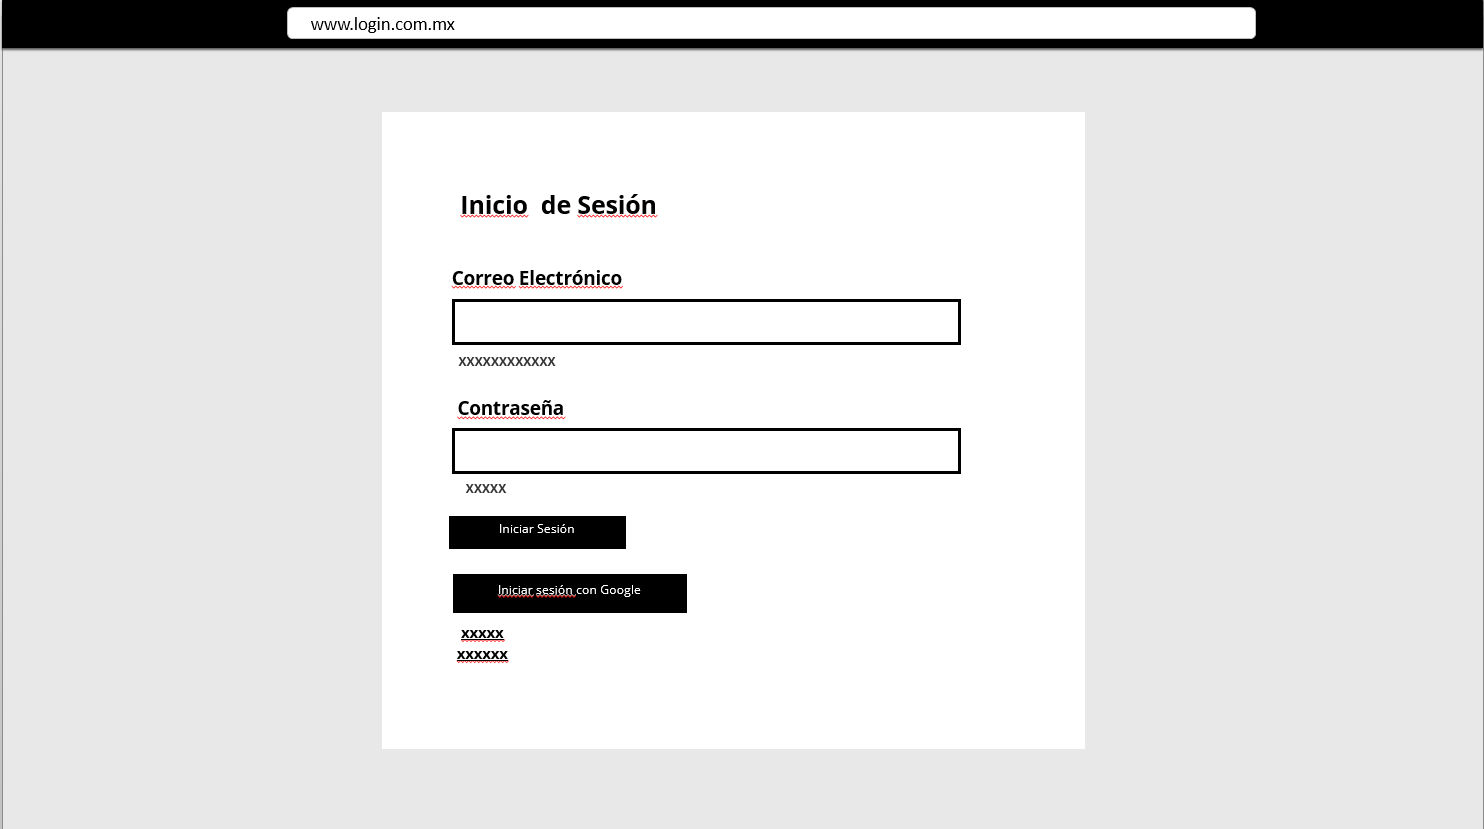 www.login.com.mx
Inicio de Sesión
Correo Electrónico
xxxxxxxxxxxx
Contraseña
xxxxx
Iniciar Sesión
Iniciar sesión con Google
xxxxx
xxxxxx